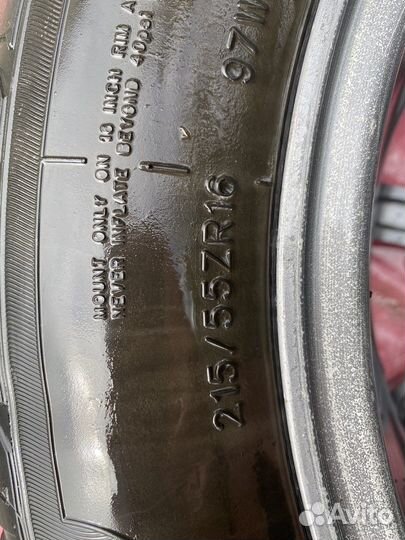 MOUNT ONLY ON 16 INCH RIM A
NEVER INFLATE BEYOND 40psi
215/55ZR16 97W
Avito